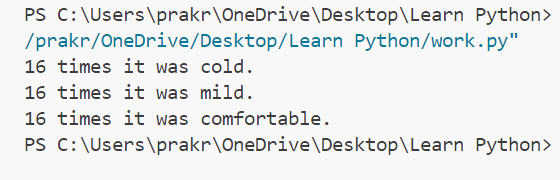 PS C:\Users\prakr\OneDrive\Desktop\Learn Python>
/prakr/OneDrive/Desktop/Learn Python/work.py"
16 times it was cold.
16 times it was mild.
16 times it was comfortable.
PS C:\Users\prakr\OneDrive\Desktop\Learn Python>